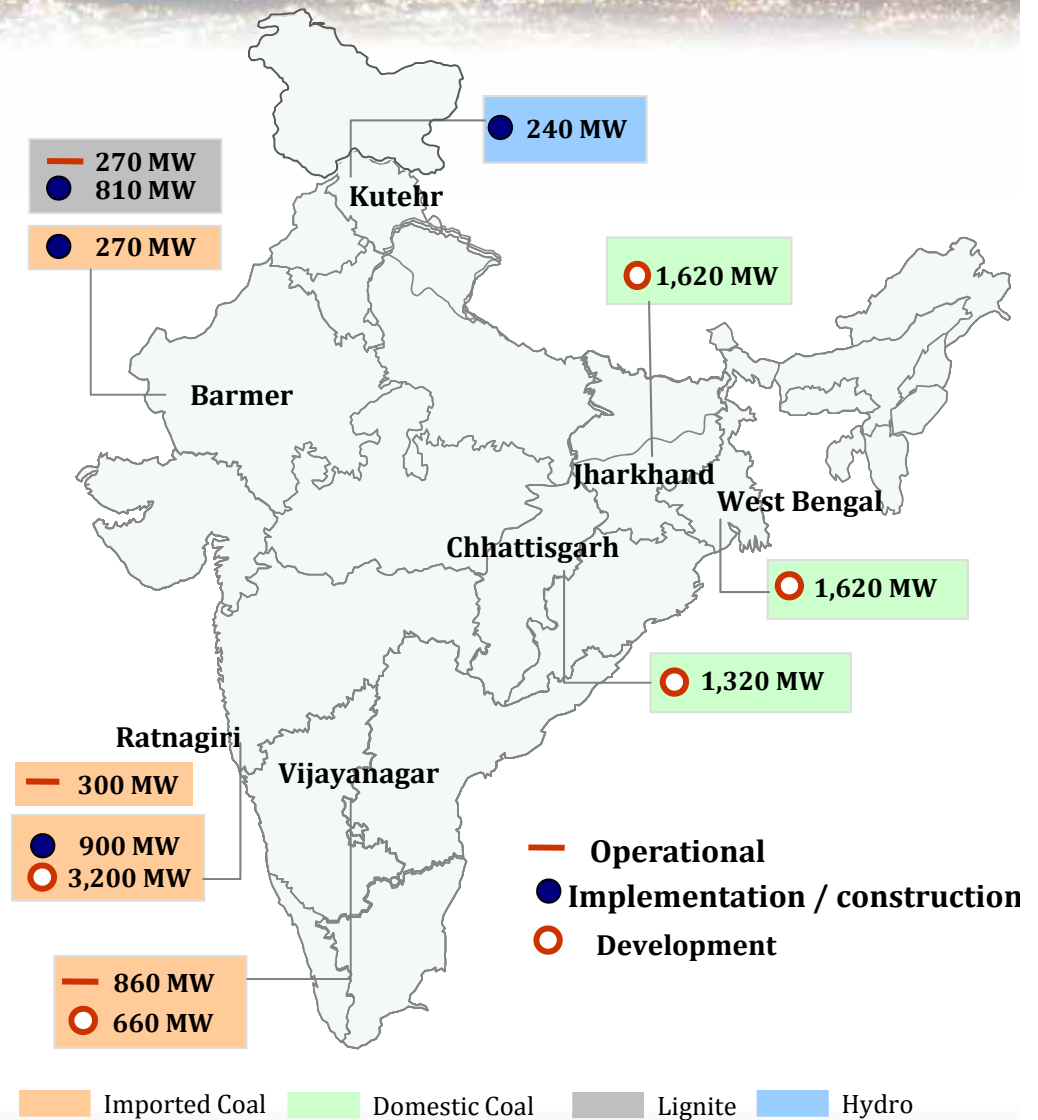 240 MW
270 MW
810 MW
Kutehr
270 MW
1,620 MW
Barmer
Jharkhand
West Bengal
Chhattisgarh
1,620 MW
1,320 MW
Ratnagiri
Vijayanagar
300 MW
900 MW
3,200 MW
Operational
Implementation / construction
Development
860 MW
660 MW
Imported Coal
Domestic Coal
Lignite
Hydro